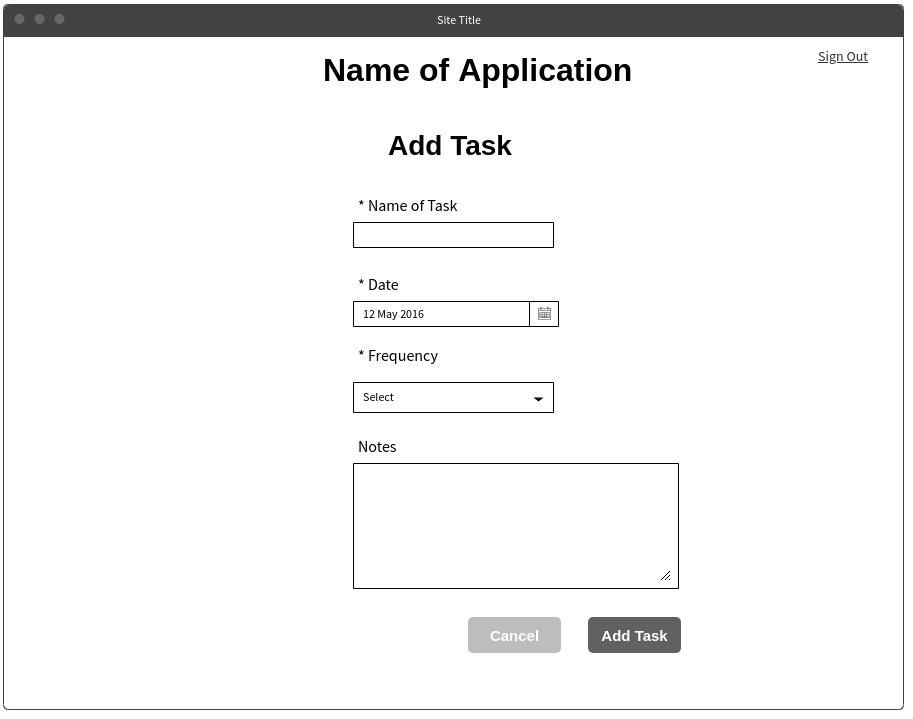 Site Title
Sign Out
Name of Application
Add Task
* Name of Task
* Date
12 May 2016
* Frequency
Select
Notes
Cancel
Add Task